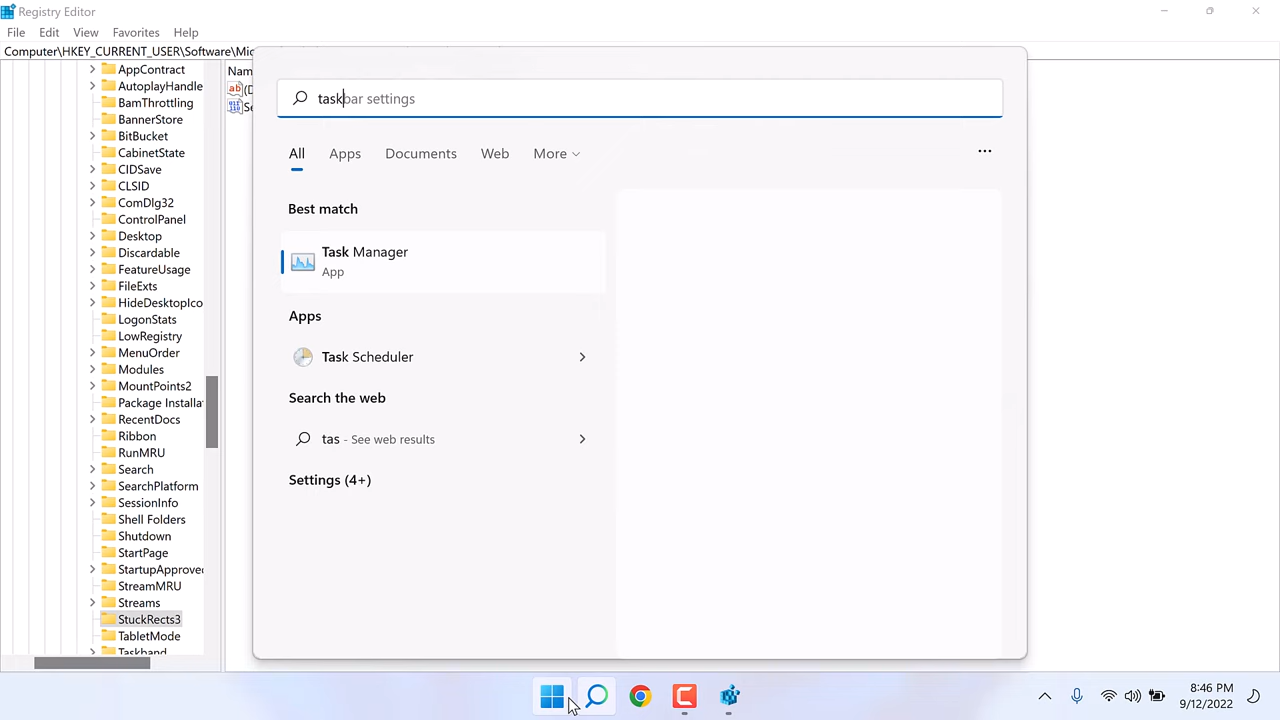 Registry Editor
File Edit View Favorites Help
Computer\HKEY_CURRENT_USER\Software\Mic
AppContract
AutoplayHandle
BamThrottling
BannerStore
BitBucket
CabinetState
CIDSave
CLSID
ComDlg32
ControlPanel
Desktop
Discardable
FeatureUsage
FileExts
HideDesktopIco
LogonStats
LowRegistry
MenuOrder
Modules
MountPoints2
Package Installa
RecentDocs
Ribbon
RunMRU
Search
SearchPlatform
SessionInfo
Shell Folders
Shutdown
StartPage
StartupApprove
StreamMRU
Streams
StuckRects3
TabletMode
Taskband
Nam
ab (D
Se
taskbar settings
All Apps Documents Web More
Best match
Task Manager
App
Apps
Task Scheduler
Search the web
tas - See web results
Settings (4+)
8:46 PM
9/12/2022